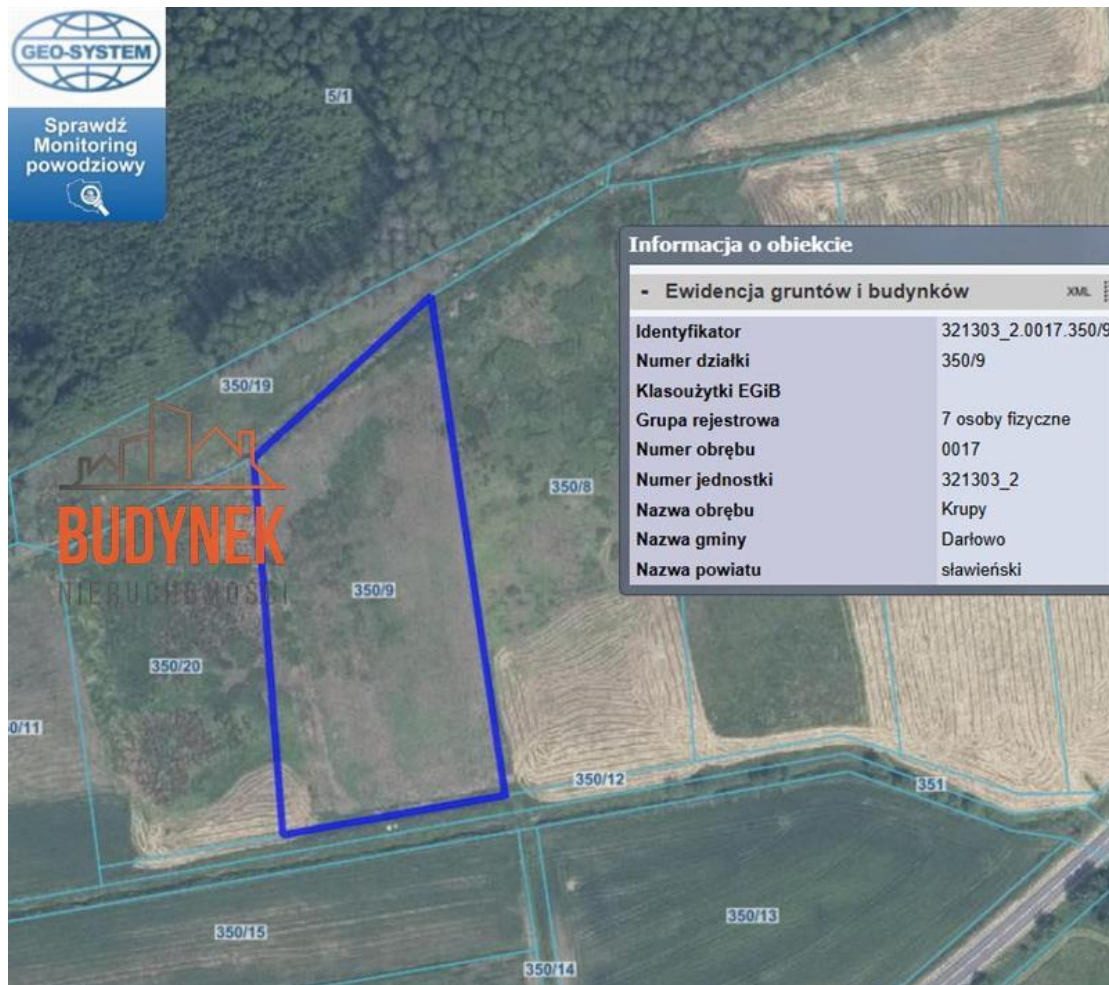 GEO-SYSTEM
Sprawdź
Monitoring
powodziowy
5/1
Informacja o obiekcie
- Ewidencja gruntów i budynków XML
Identyfikator 321303_2.0017.350/9
Numer działki 350/9
Klasoużytki EGiB
Grupa rejestrowa 7 osoby fizyczne
Numer obrębu 0017
Numer jednostki 321303_2
Nazwa obrębu Krupy
Nazwa gminy Darłowo
Nazwa powiatu sławieński
350/19
350/8
BUDYNEK
NIERUCHOMOŚCI
350/9
350/20
0/11
350/12
351
350/13
350/15
350/14